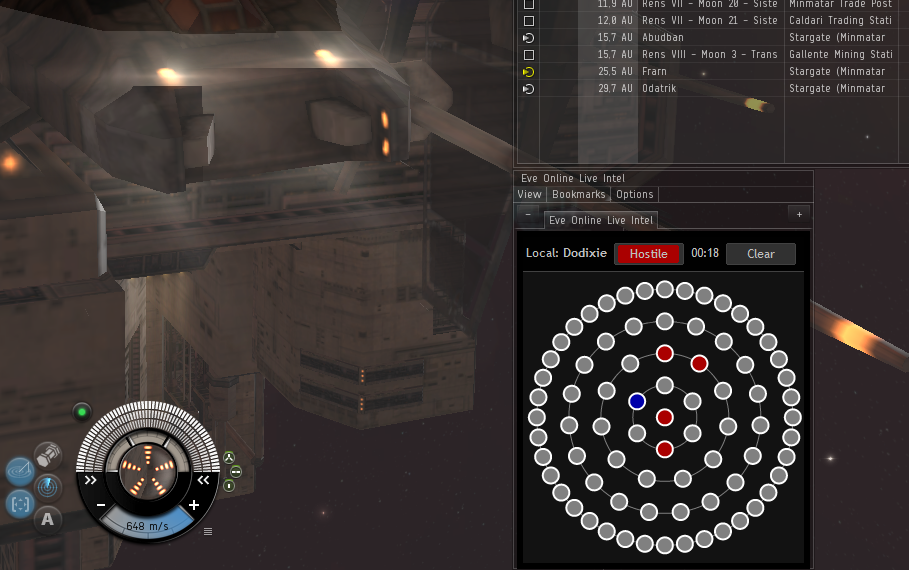 11.9 AU Rens VII - Moon 20 - Siste Minmatar Trade Post
12.0 AU Rens VII - Moon 21 - Siste Caldari Trading Stati
15.7 AU Abudban Stargate (Minmatar
15.7 AU Rens VIII - Moon 3 - Trans Gallente Mining Stati
25.5 AU Frarn Stargate (Minmatar
29.7 AU Odatrik Stargate (Minmatar
Eve Online Live Intel
View Bookmarks Options
- Eve Online Live Intel +
Local: Dodixie Hostile 00:18 Clear
A
648 m/s